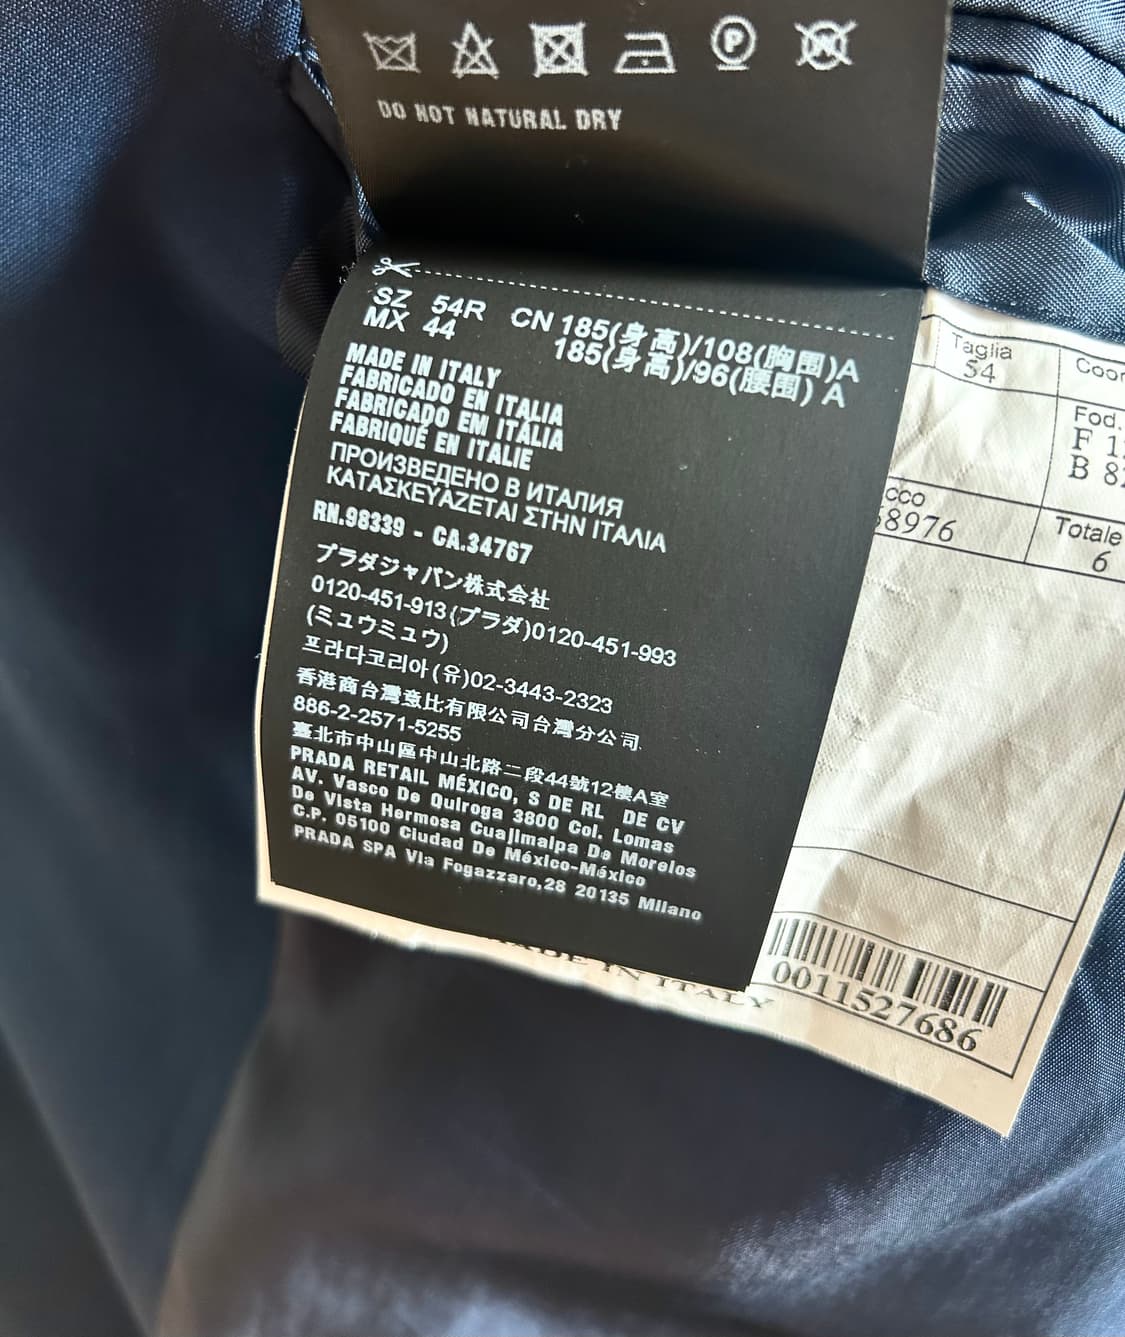 DO NOT NATURAL DRY
SZ 54R CN 185(身高)/108(胸围)A
MX 44 185(身高)/96(腰围) A
MADE IN ITALY
FABRICADO EN ITALIA
FABRICADO EM ITÁLIA
FABRIQUÉ EN ITALIE
ПРОИЗВЕДЕНО В ИТАЛИЯ
ΚΑΤΑΣΚΕΥΑΖΕΤΑΙ ΣΤΗΝ ΙΤΑΛΙΑ
RN.98339 - CA.34767
プラダジャパン株式会社
0120-451-913(プラダ)0120-451-993
(ミュウミュウ)
프라다코리아(유)02-3443-2323
香港商台灣意比有限公司台灣分公司
886-2-2571-5255
臺北市中山區中山北路二段44號12樓A室
PRADA RETAIL MÉXICO, S DE RL DE CV
AV. Vasco De Quiroga 3800 Col. Lomas
De Vista Hermosa Cuajimalpa De Morelos
C.P. 05100 Ciudad De México-México
PRADA SPA Via Fogazzaro,28 20135 Milano
Taglia
54
Fod.
F
B
8976
Totale
6
MADE IN ITALY
0011527686